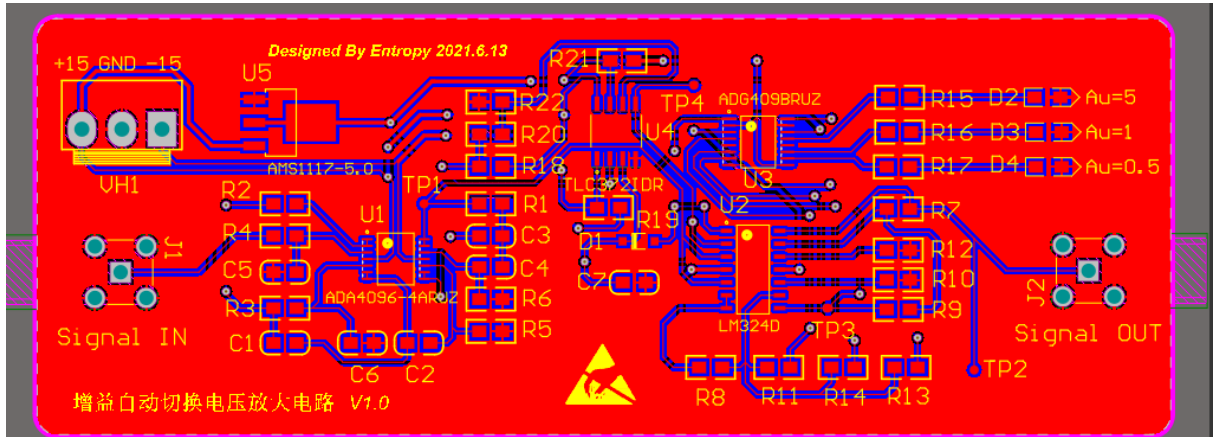 Designed By Entropy 2021.6.13
+15 GND -15
U5
R21
TP4
ADG409BRUZ
R22
R20
R18
U4
R15
D2
Au=5
R16
D3
Au=1
R17
D4
Au=0.5
AMS1117-5.0
VH1
TP1
TLC372IDR
U3
R2
U1
R1
R19
U2
R7
R4
C3
D1
R12
J1
C5
C4
C7
R10
ADA4096-4ARUZ
R6
R9
J2
R3
R5
LM324D
TP3
Signal IN
Signal OUT
C1
C6
C2
TP2
R8
R11
R14
R13
增益自动切换电压放大电路 V1.0